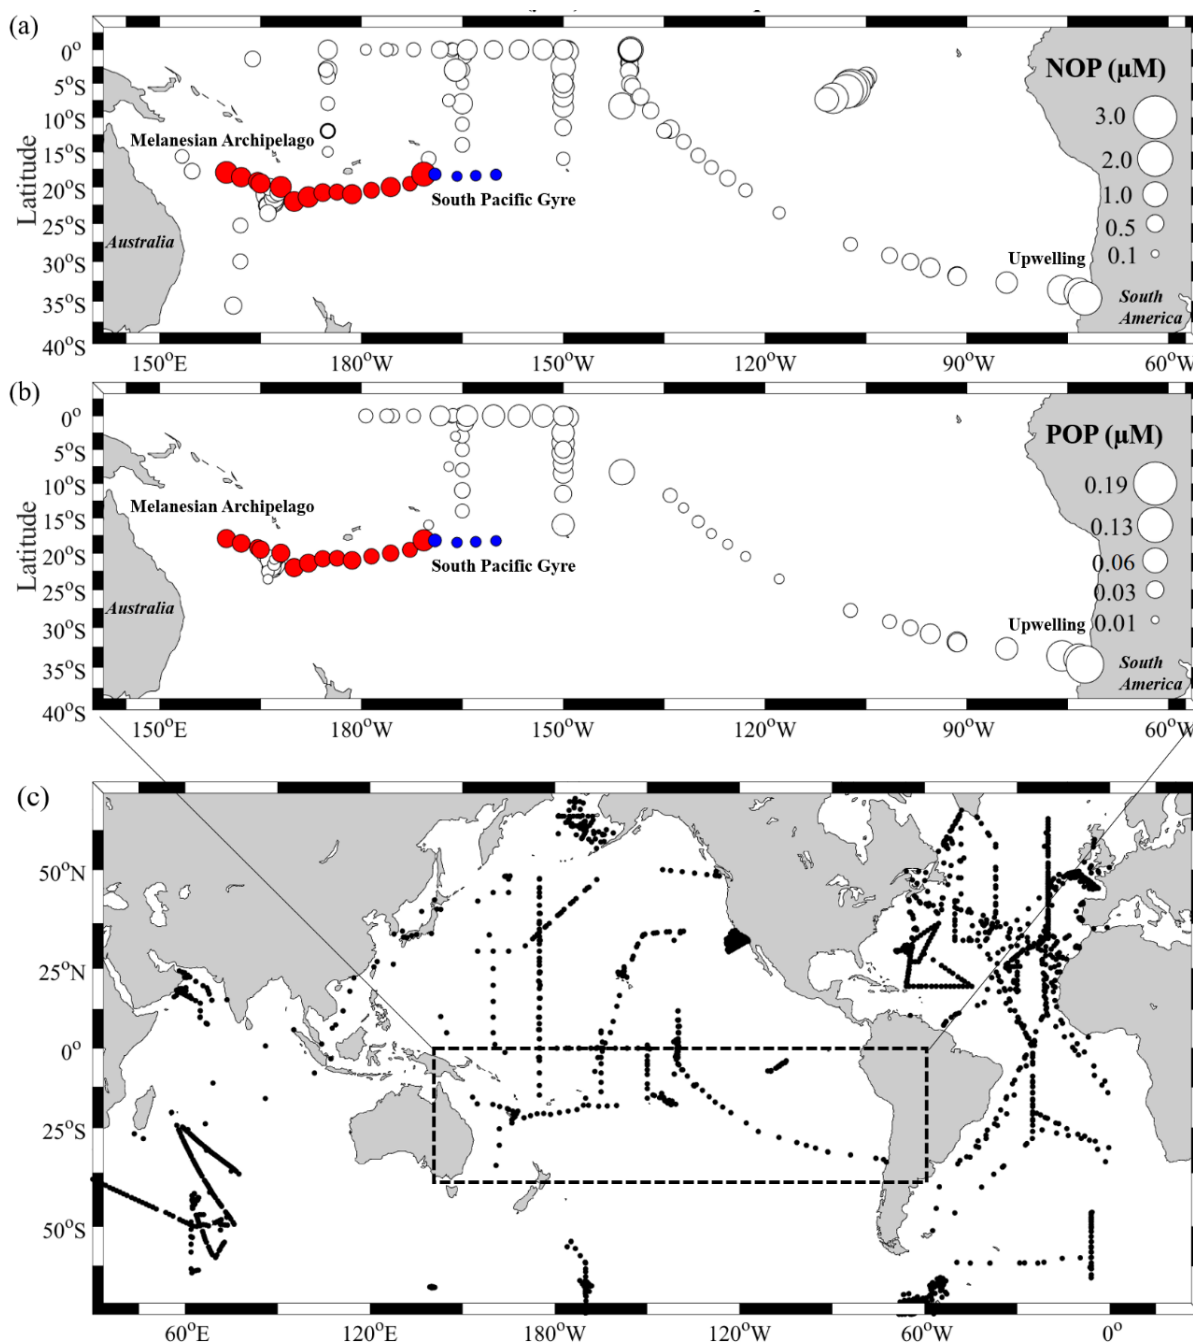 (a)
0°
5°S
10°S
15°S
20°S
25°S
30°S
35°S
40°S
Latitude
Melanesian Archipelago
South Pacific Gyre
Australia
Upwelling
South
America
NOP (µM)
3.0
2.0
1.0
0.5
0.1
150°E
180°W
150°W
120°W
90°W
60°W
(b)
0°
5°S
10°S
15°S
20°S
25°S
30°S
35°S
40°S
Latitude
Melanesian Archipelago
South Pacific Gyre
Australia
Upwelling
South
America
POP (µM)
0.19
0.13
0.06
0.03
0.01
150°E
180°W
150°W
120°W
90°W
60°W
(c)
50°N
25°N
0°
25°S
50°S
60°E
120°E
180°W
120°W
60°W
0°